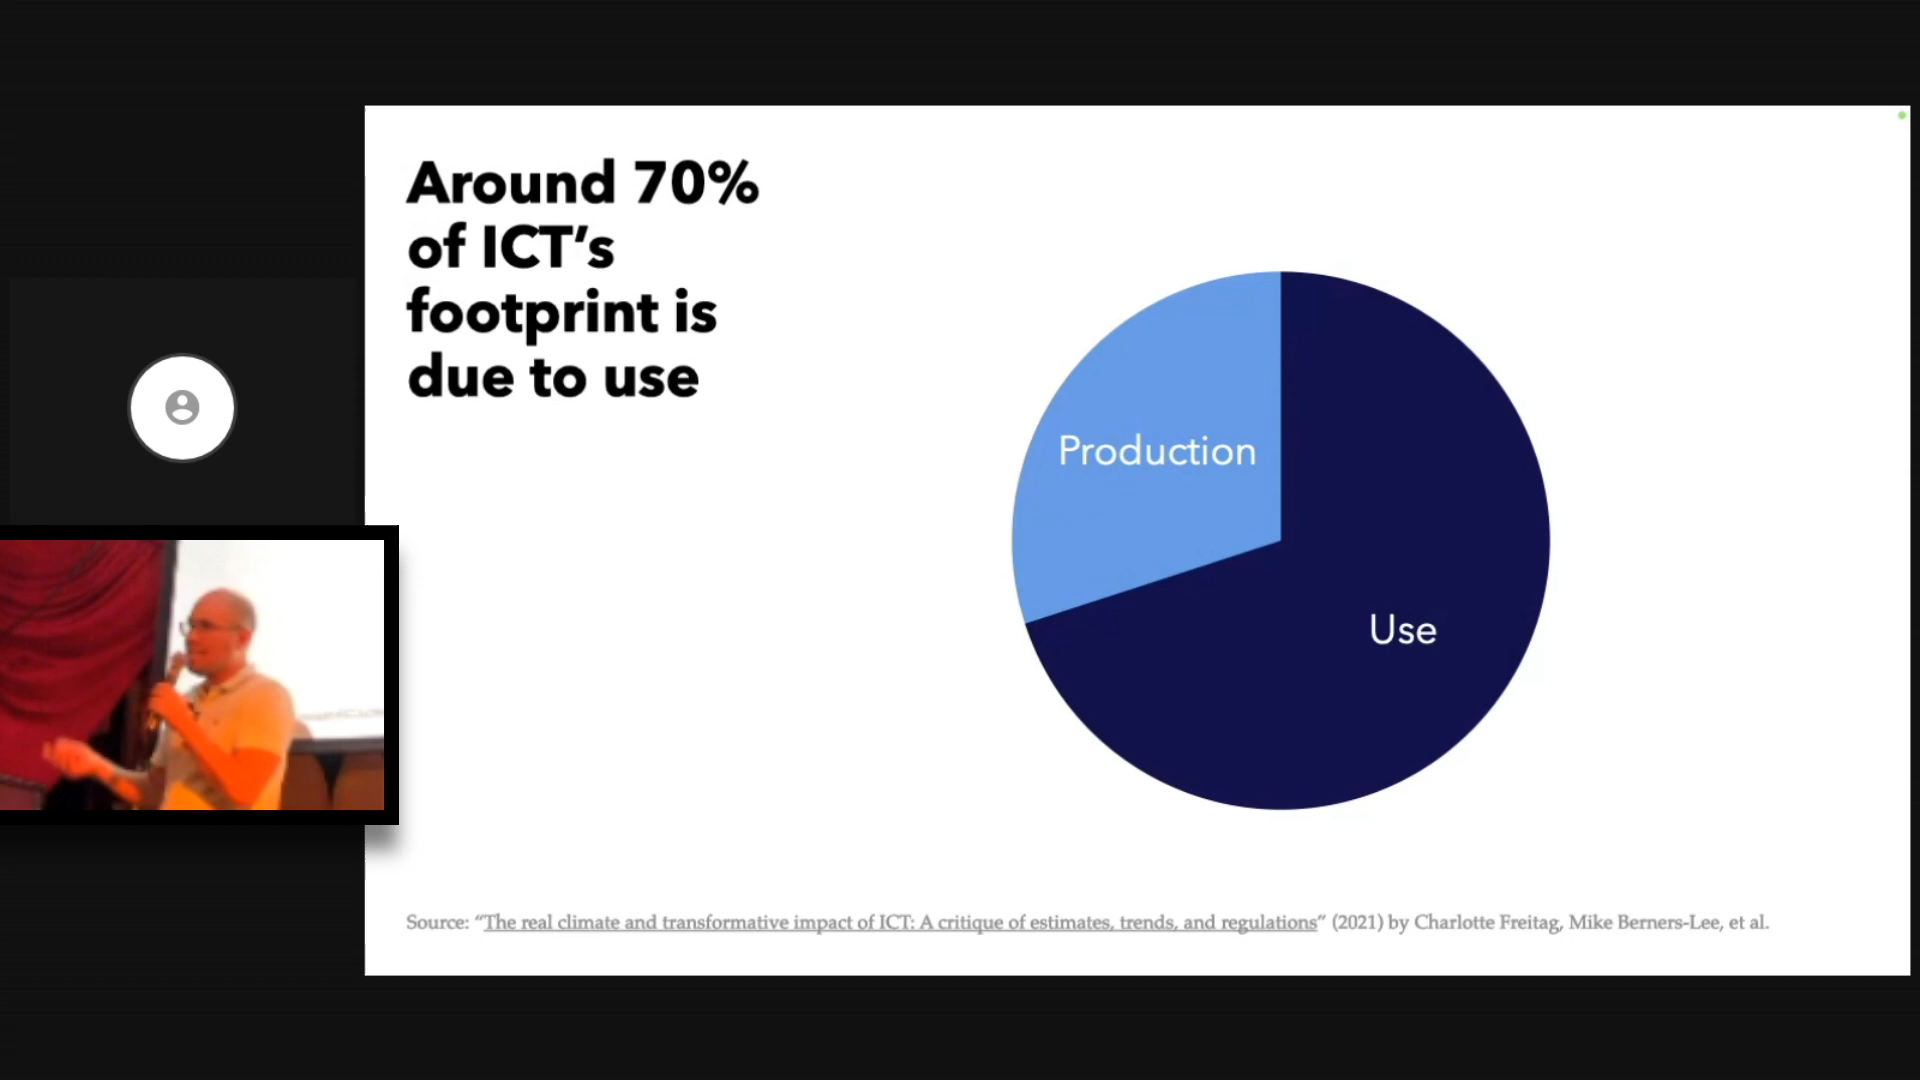 Around 70%
of ICT’s
footprint is
due to use
Production
Use
Source: “The real climate and transformative impact of ICT: A critique of estimates, trends, and regulations” (2021) by Charlotte Freitag, Mike Berners-Lee, et al.